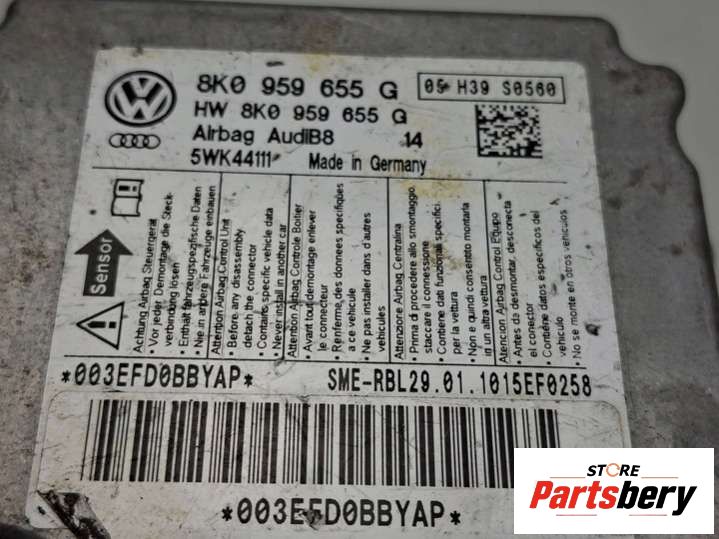 8K0 959 655 G
H39 S0560
HW 8K0 959 655 G
Airbag AudiB8 14
5WK44111 Made in Germany
Sensor
Achtung Airbag Steuergerät
• Vor jeder Demontage die Steck-
verbindung lösen
• Enthält fahrzeugspezifische Daten
• Nie in andere Fahrzeuge einbauen
Attention Airbag Control Unit
• Before any disassembly
detach the connector
• Contains specific vehicle data
• Never install in another car
Attention Airbag Controle Boitier
• Avant tout demontage enlever
le connecteur
• Renferme des données spécifiques
à ce vehicule
• Ne pas installer dans d'autres
vehicules
Attenzione Airbag Centralina
• Prima di procedere allo smontaggio
staccare il connessione
• Contiene dati funzionali specifici
per la vettura
• Non e quindi consentito montarla
in un altra vettura
Atencion Airbag Control Equipo
• Antes da desmontar, desconecta
el conector
• Contiene datos especificos del
vehiculo
• No se monte en otros vehiculos
*003EFD0BBYAP* SME-RBL29.01.1015EF0258
*003EFD0BBYAP*
STORE
Partsbery